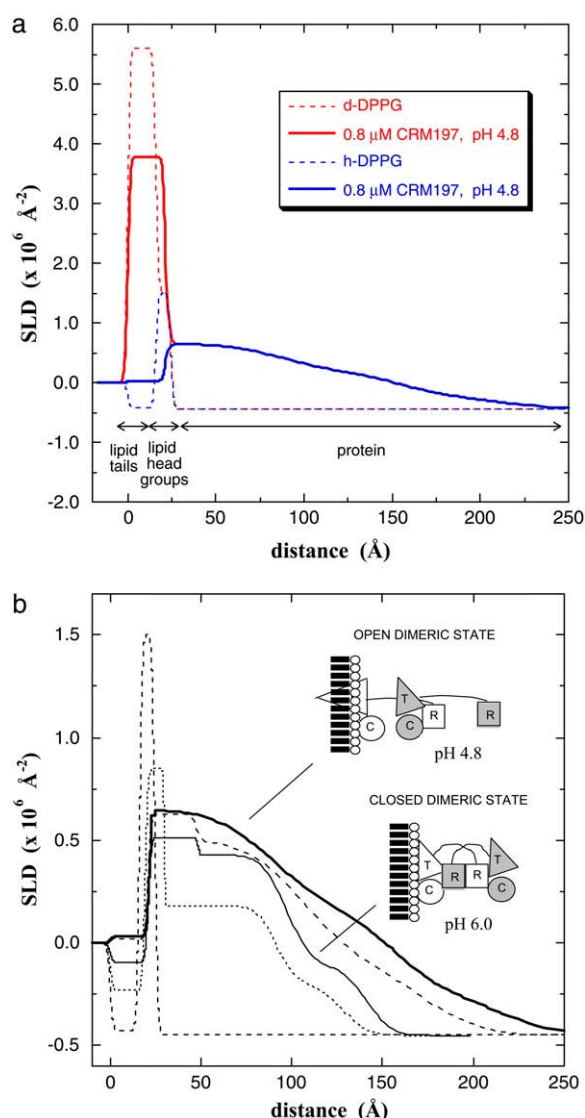 a
6.0
5.0
4.0
3.0
2.0
1.0
0.0
-1.0
-2.0
SLD (x 10⁶ Å⁻²)
d-DPPG
0.8 µM CRM197, pH 4.8
h-DPPG
0.8 µM CRM197, pH 4.8
lipid tails
lipid head groups
protein
0 50 100 150 200 250
distance (Å)
b
1.5
1.0
0.5
0.0
-0.5
SLD (x 10⁶ Å⁻²)
OPEN DIMERIC STATE
T
C C R R
pH 4.8
CLOSED DIMERIC STATE
T T
C R R C
pH 6.0
0 50 100 150 200 250
distance (Å)